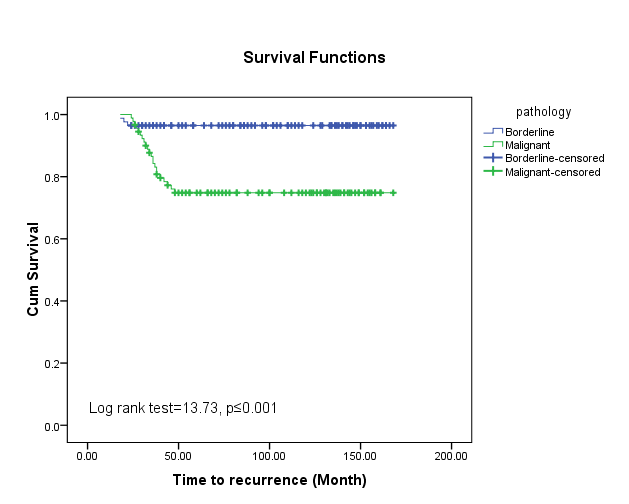 Survival Functions
pathology
Borderline
Malignant
Borderline-censored
Malignant-censored
Cum Survival
1.0
0.8
0.6
0.4
0.2
0.0
Log rank test=13.73, p≤0.001
0.00 50.00 100.00 150.00 200.00
Time to recurrence (Month)